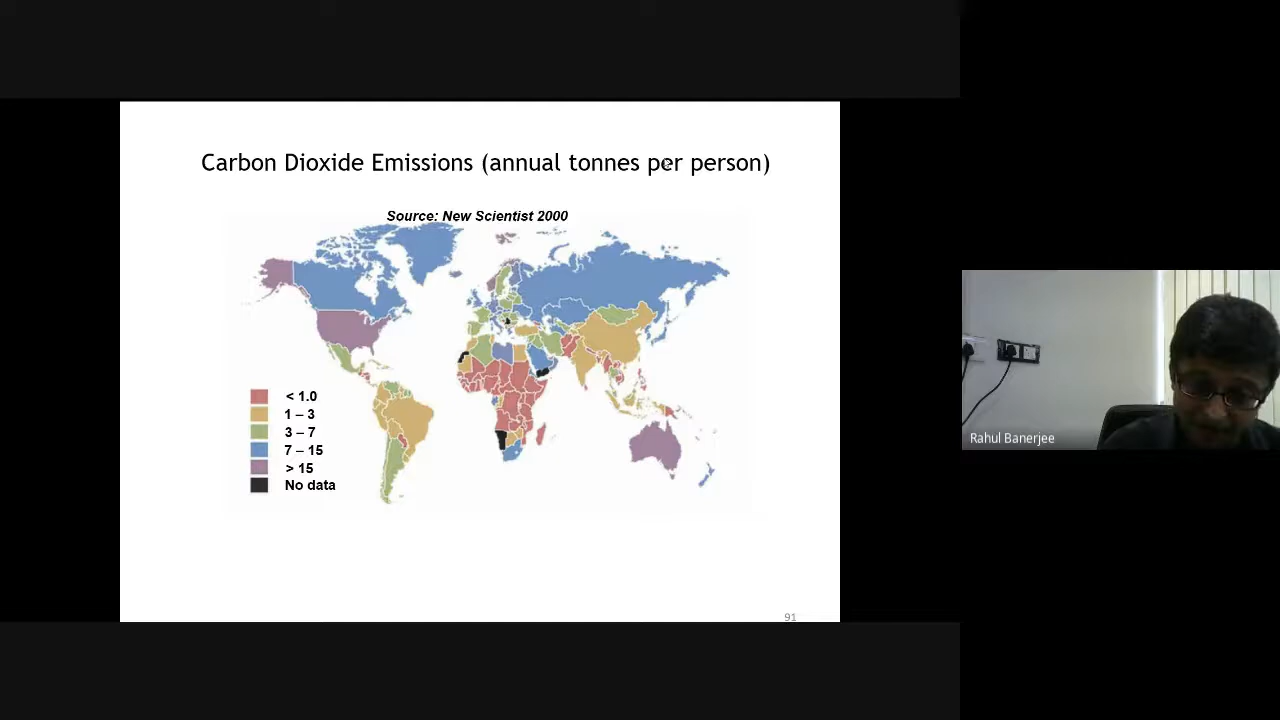 Carbon Dioxide Emissions (annual tonnes per person)
Source: New Scientist 2000
< 1.0
1 – 3
3 – 7
7 – 15
> 15
No data
91
Rahul Banerjee